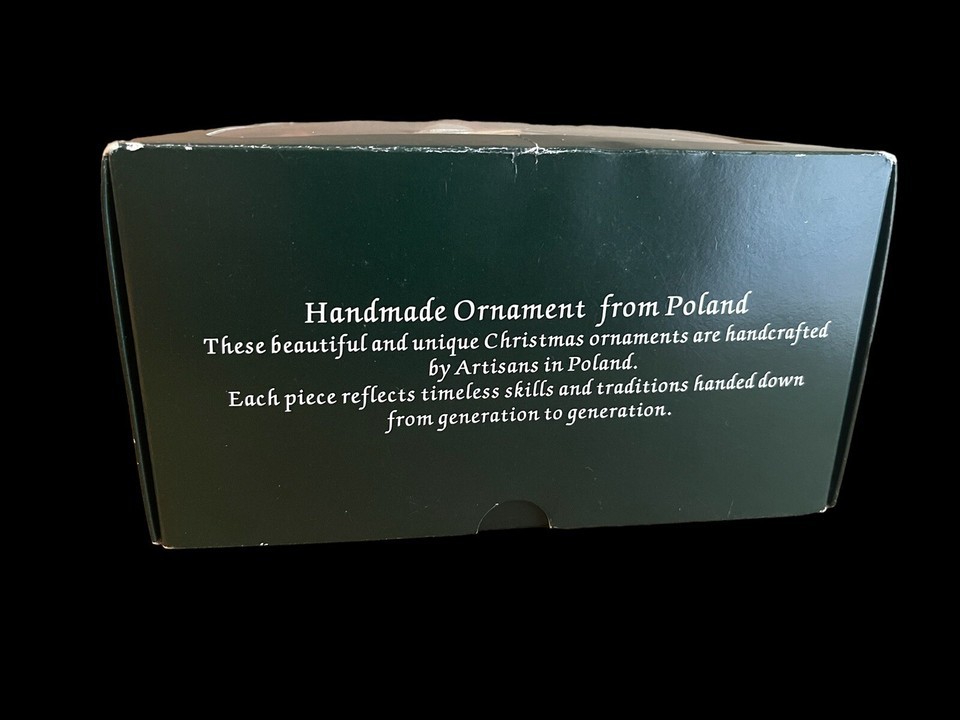 Handmade Ornament from Poland
These beautiful and unique Christmas ornaments are handcrafted
by Artisans in Poland.
Each piece reflects timeless skills and traditions handed down
from generation to generation.